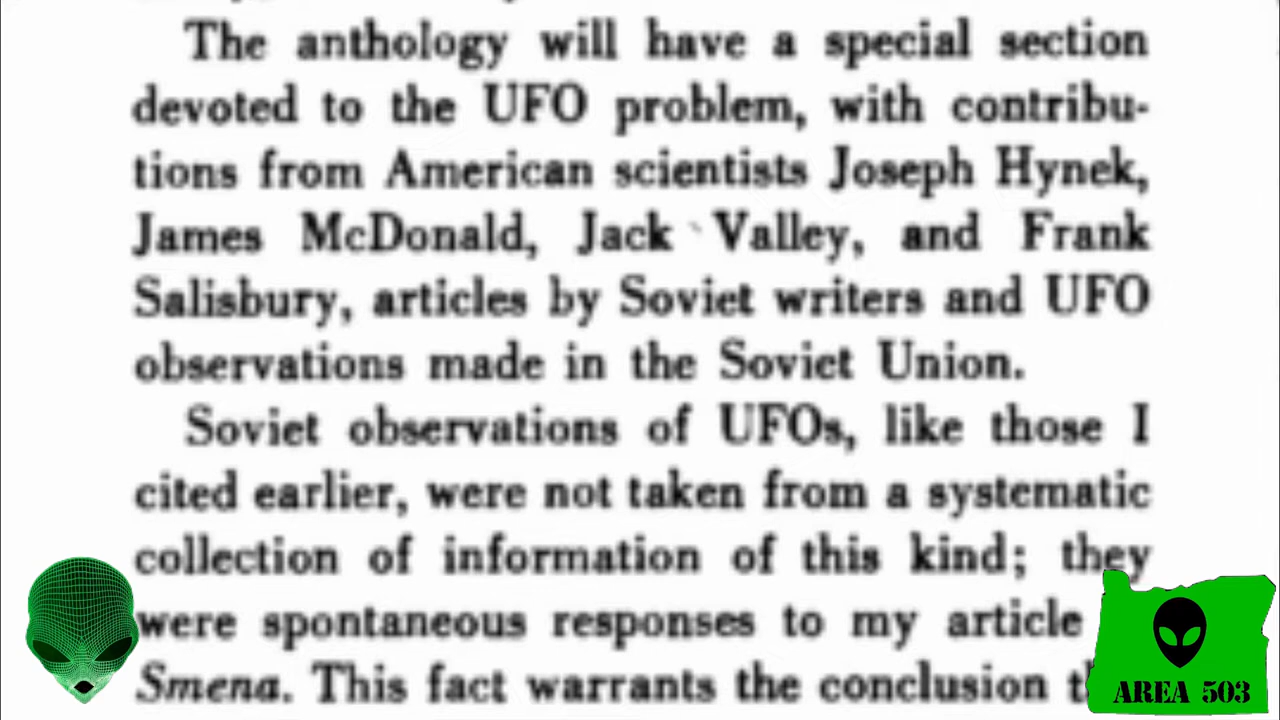 The anthology will have a special section
devoted to the UFO problem, with contribu-
tions from American scientists Joseph Hynek,
James McDonald, Jack Valley, and Frank
Salisbury, articles by Soviet writers and UFO
observations made in the Soviet Union.
Soviet observations of UFOs, like those I
cited earlier, were not taken from a systematic
collection of information of this kind; they
were spontaneous responses to my article
Smena. This fact warrants the conclusion
AREA 503